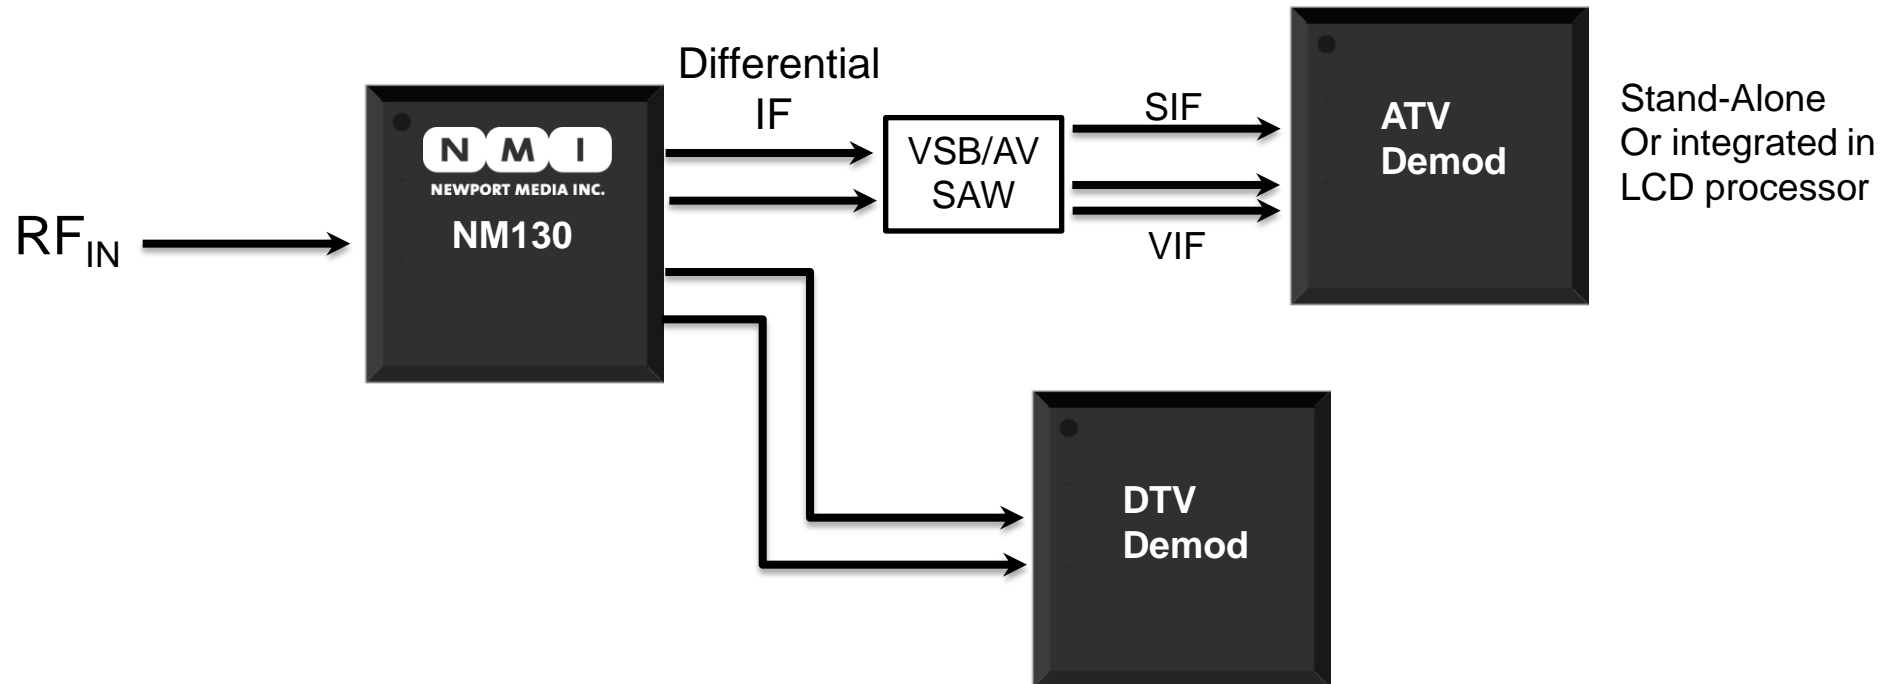 Differential
IF
RF_IN
N M I
NEWPORT MEDIA INC.
NM130
VSB/AV
SAW
SIF
VIF
ATV
Demod
Stand-Alone
Or integrated in
LCD processor
DTV
Demod